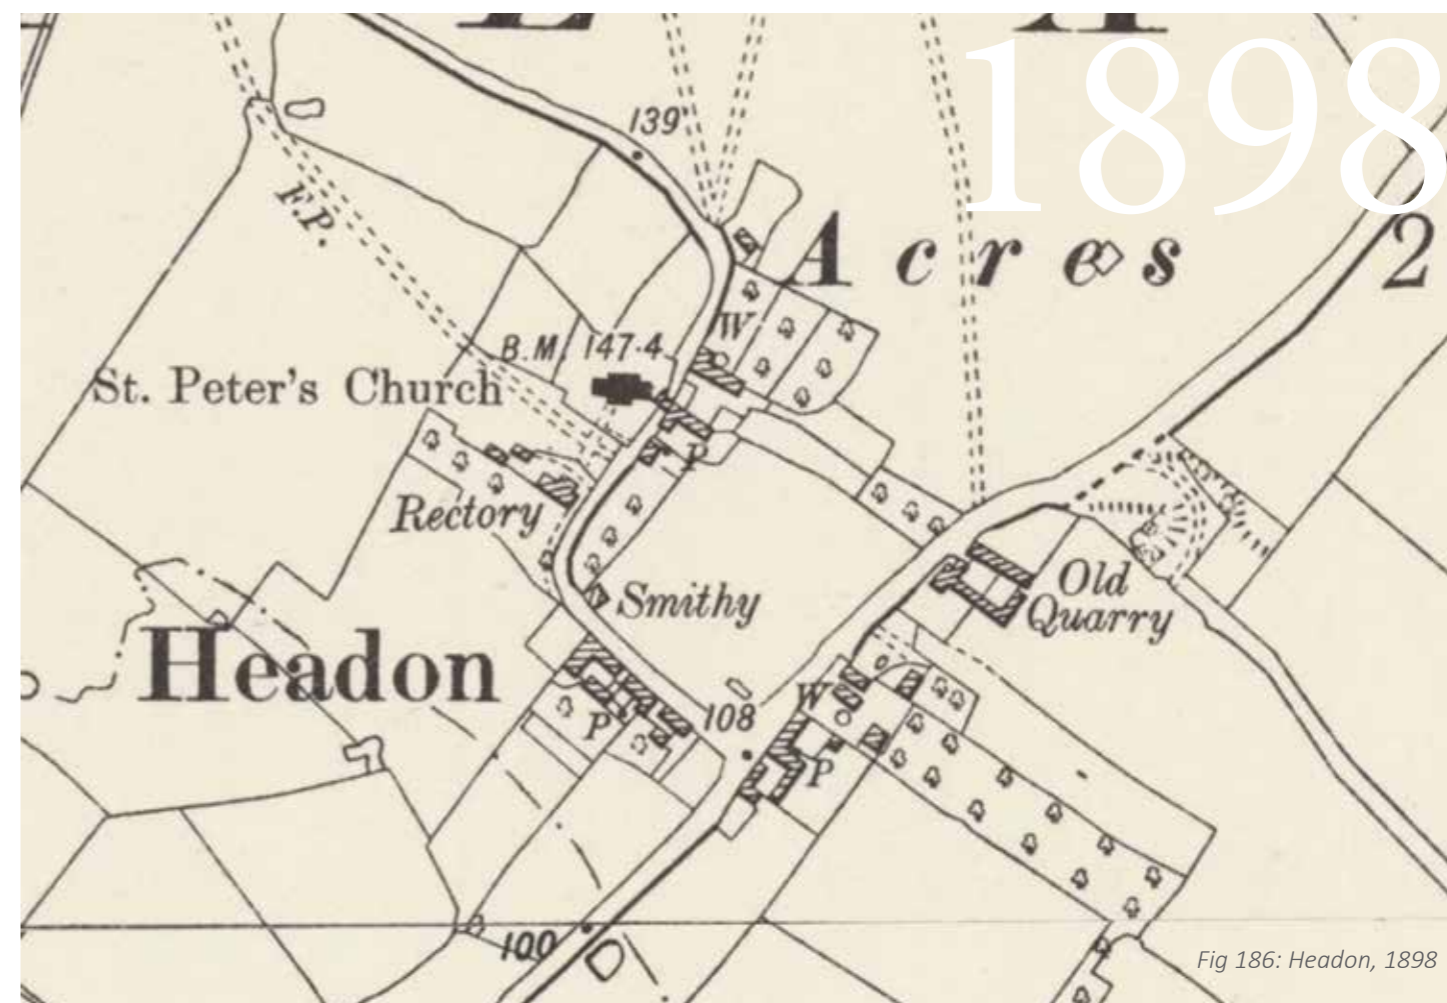 1898
139
F.P.
Acres
2
W
B.M. 147·4
St. Peter's Church
P
Rectory
Smithy
Old
Quarry
Headon
W
108
P
P
100
Fig 186: Headon, 1898